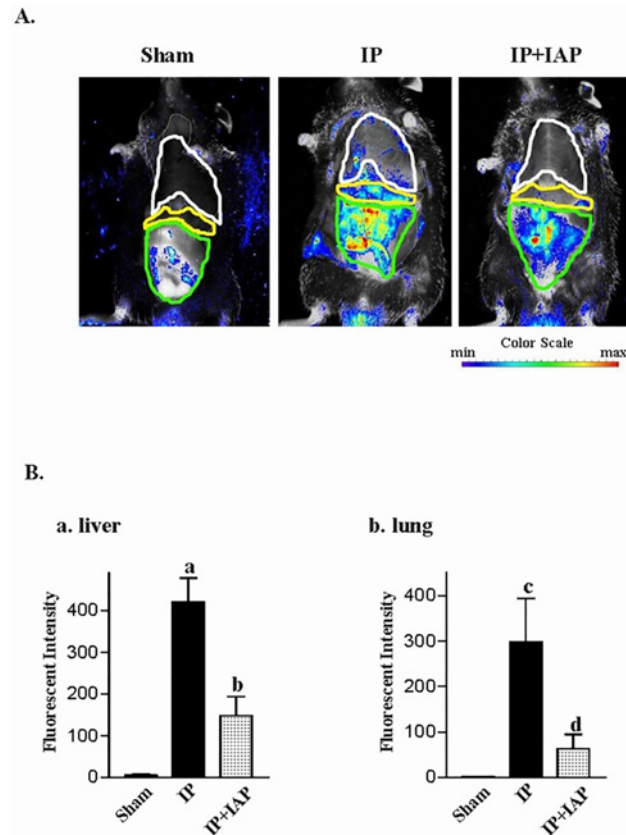 A.
Sham IP IP+IAP
Color Scale
min max
B.
a. liver b. lung
Fluorescent Intensity
400
300
200
100
0
a
b
Sham IP IP+IAP
Fluorescent Intensity
400
300
200
100
0
c
d
Sham IP IP+IAP